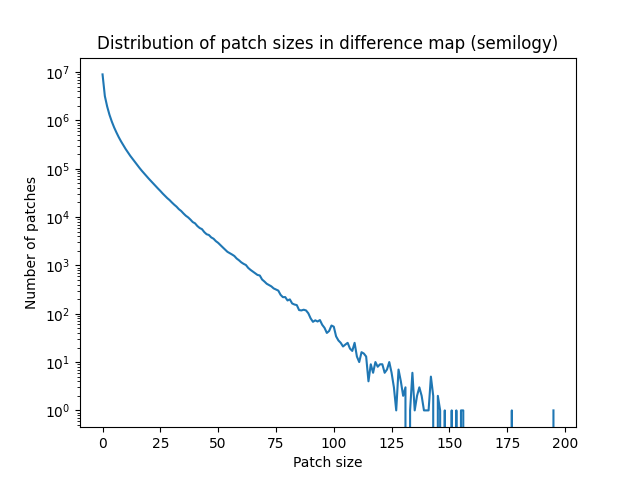 Distribution of patch sizes in difference map (semilogy)
Number of patches
10^7
10^6
10^5
10^4
10^3
10^2
10^1
10^0
0 25 50 75 100 125 150 175 200
Patch size